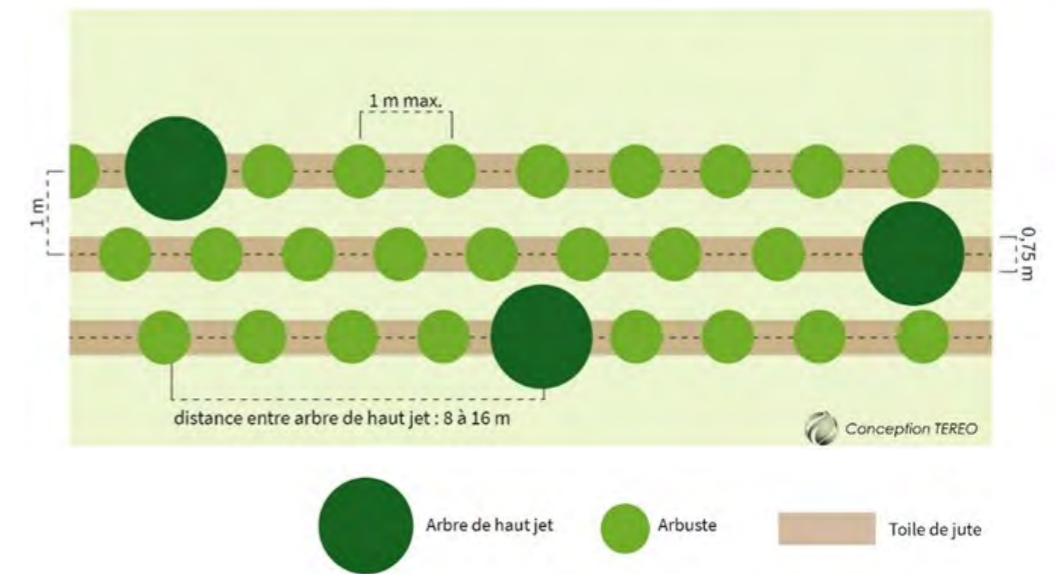 1 m max.
1 m
0,75 m
distance entre arbre de haut jet : 8 à 16 m
Conception TEREO
Arbre de haut jet
Arbuste
Toile de jute